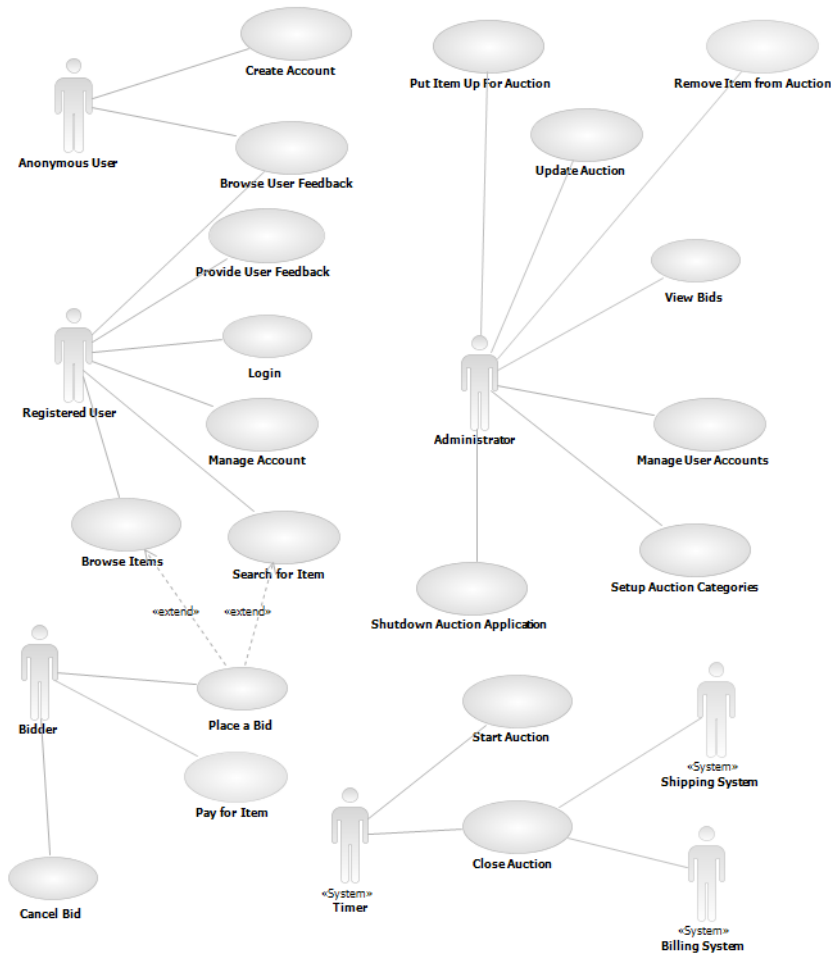 Create Account
Put Item Up For Auction
Remove Item from Auction
Anonymous User
Update Auction
Browse User Feedback
Provide User Feedback
View Bids
Login
Registered User
Administrator
Manage Account
Manage User Accounts
Browse Items
Search for Item
Setup Auction Categories
«extend»
«extend»
Shutdown Auction Application
Bidder
Place a Bid
Start Auction
«System»
Shipping System
Pay for Item
Close Auction
«System»
Timer
Cancel Bid
«System»
Billing System